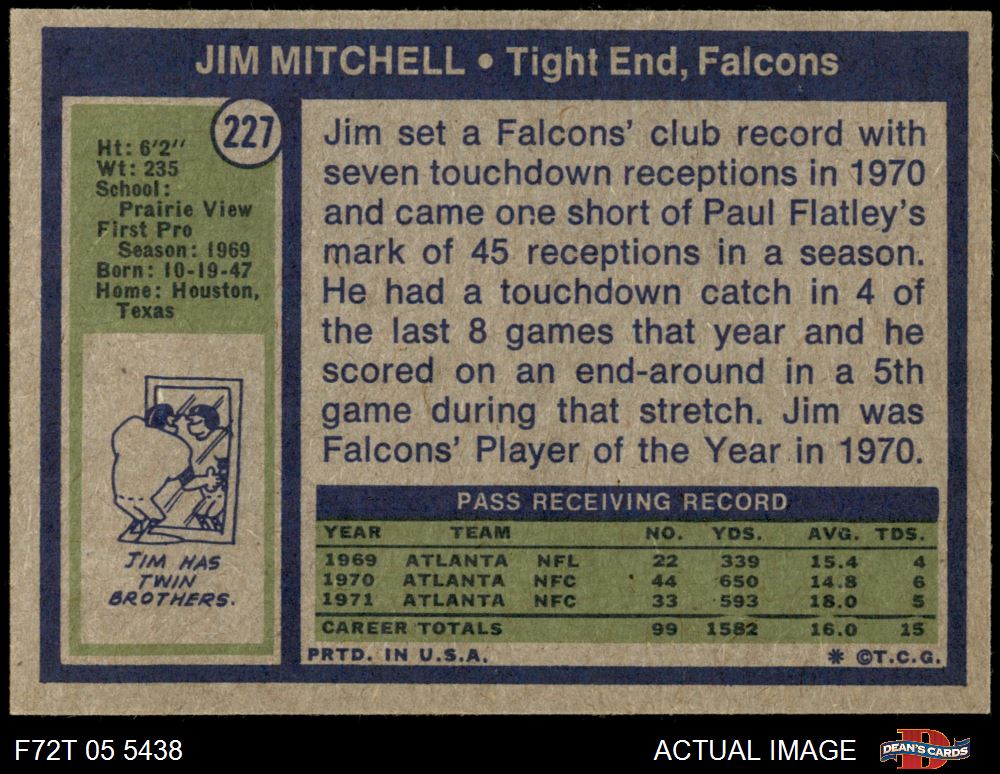 JIM MITCHELL • Tight End, Falcons
227
Ht: 6'2"
Wt: 235
School:
Prairie View
First Pro
Season: 1969
Born: 10-19-47
Home: Houston,
Texas
JIM HAS
TWIN
BROTHERS.
Jim set a Falcons' club record with
seven touchdown receptions in 1970
and came one short of Paul Flatley's
mark of 45 receptions in a season.
He had a touchdown catch in 4 of
the last 8 games that year and he
scored on an end-around in a 5th
game during that stretch. Jim was
Falcons' Player of the Year in 1970.
PASS RECEIVING RECORD
YEAR TEAM NO. YDS. AVG. TDS.
1969 ATLANTA NFL 22 339 15.4 4
1970 ATLANTA NFC 44 650 14.8 6
1971 ATLANTA NFC 33 593 18.0 5
CAREER TOTALS 99 1582 16.0 15
PRTD. IN U.S.A. * ©T.C.G.
F72T 05 5438 ACTUAL IMAGE DEAN'S CARDS